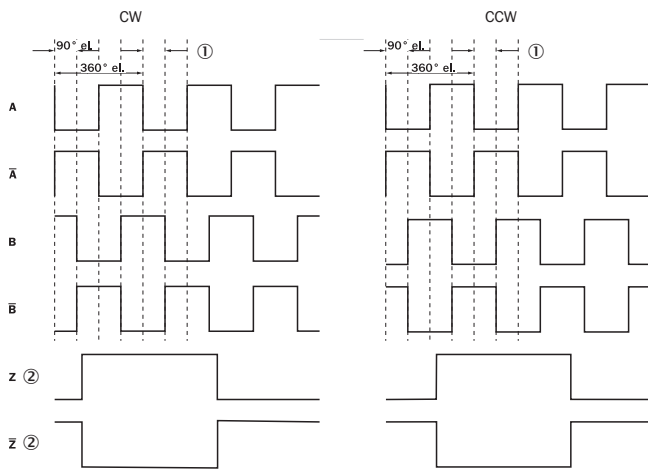 CW CCW
90° el. ① 90° el. ①
360° el. 360° el.
A
A̅
B
B̅
Z ②
Z̅ ②